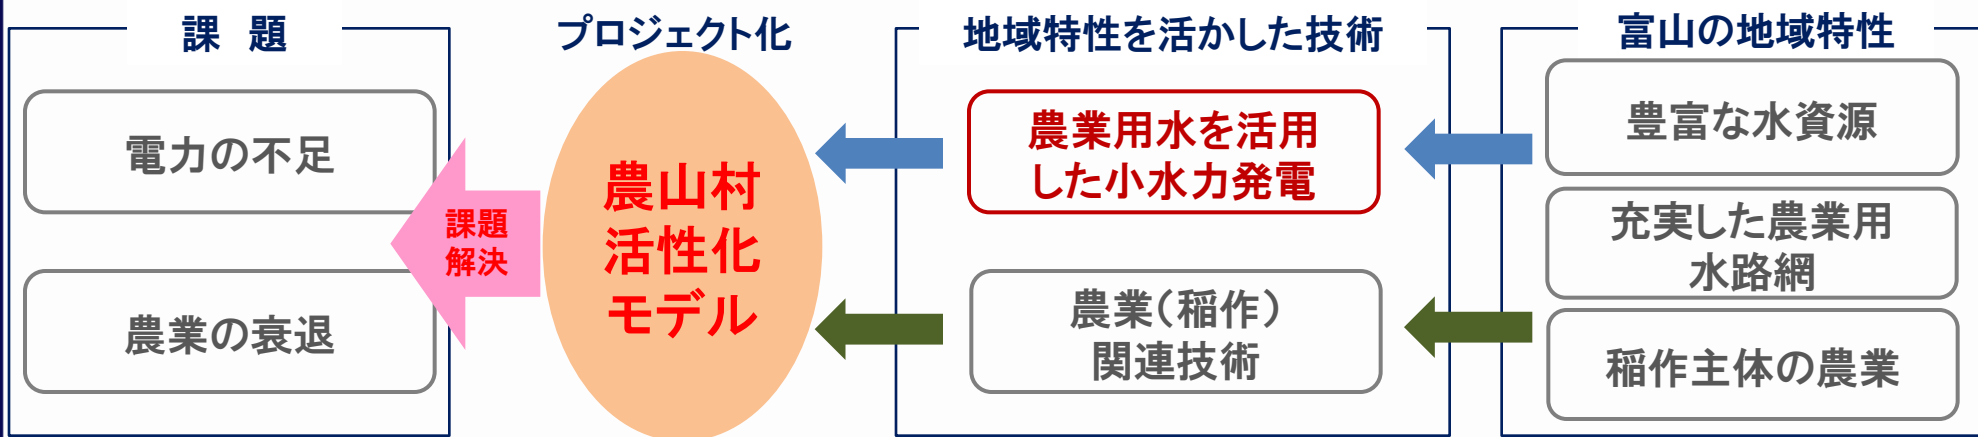 課 題
電力の不足
農業の衰退
課題
解決
プロジェクト化
農山村
活性化
モデル
地域特性を活かした技術
農業用水を活用
した小水力発電
農業(稲作)
関連技術
富山の地域特性
豊富な水資源
充実した農業用
水路網
稲作主体の農業